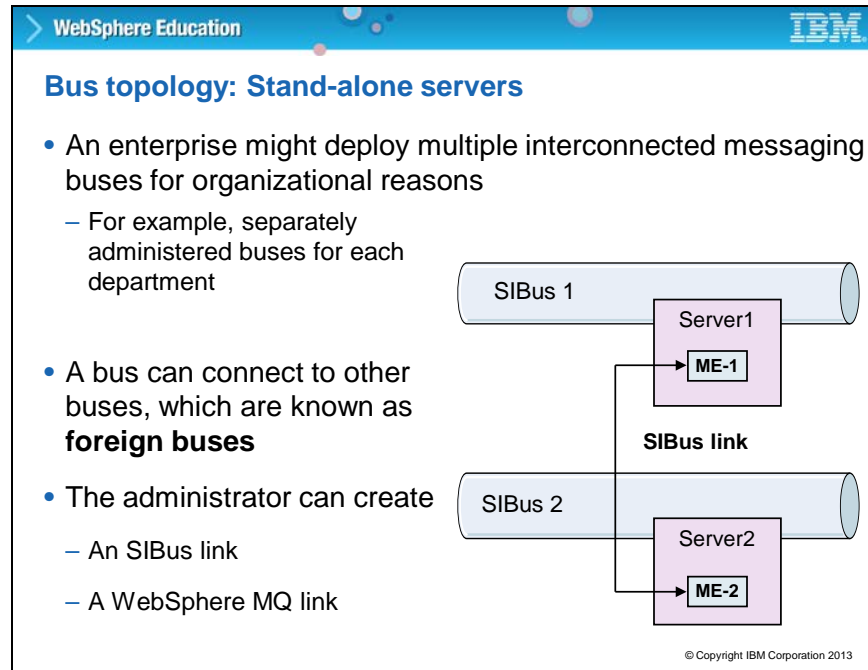 WebSphere Education
IBM
Bus topology: Stand-alone servers
• An enterprise might deploy multiple interconnected messaging
buses for organizational reasons
– For example, separately
administered buses for each
department
• A bus can connect to other
buses, which are known as
foreign buses
• The administrator can create
– An SIBus link
– A WebSphere MQ link
SIBus 1
Server1
ME-1
SIBus link
SIBus 2
Server2
ME-2
© Copyright IBM Corporation 2013